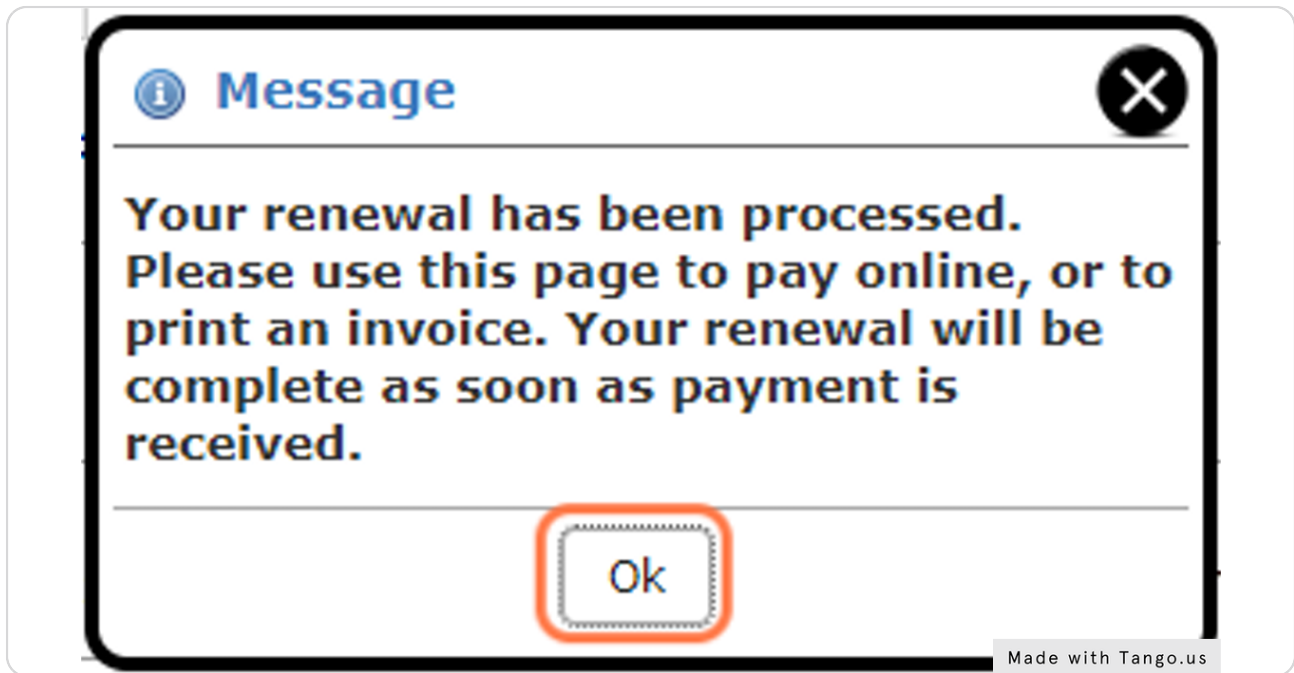 Message
Your renewal has been processed.
Please use this page to pay online, or to
print an invoice. Your renewal will be
complete as soon as payment is
received.
Ok
Made with Tango.us